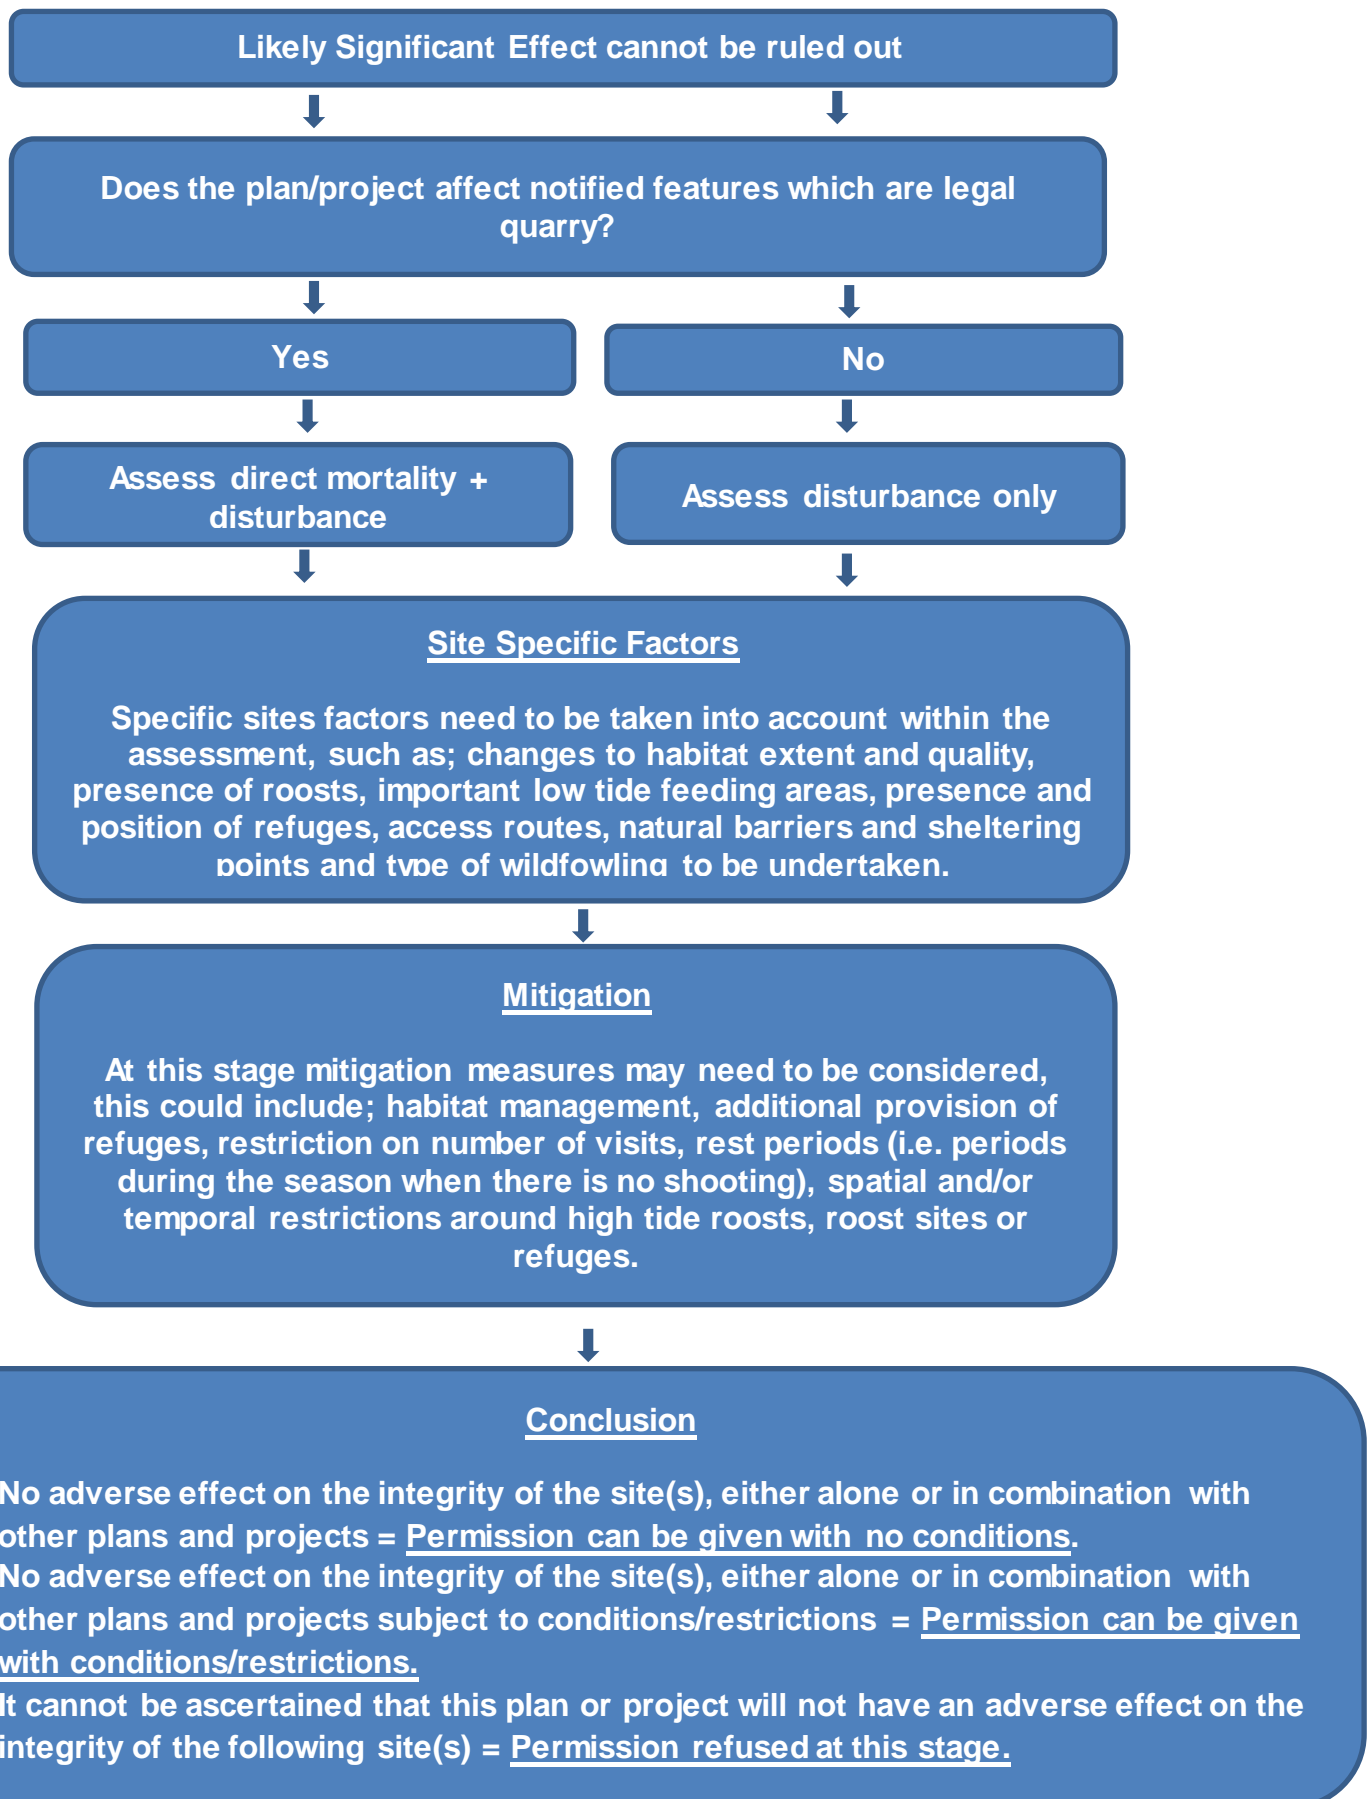 Likely Significant Effect cannot be ruled out
Does the plan/project affect notified features which are legal
quarry?
Yes
No
Assess direct mortality +
disturbance
Assess disturbance only
Site Specific Factors
Specific sites factors need to be taken into account within the
assessment, such as; changes to habitat extent and quality,
presence of roosts, important low tide feeding areas, presence and
position of refuges, access routes, natural barriers and sheltering
points and type of wildfowling to be undertaken.
Mitigation
At this stage mitigation measures may need to be considered,
this could include; habitat management, additional provision of
refuges, restriction on number of visits, rest periods (i.e. periods
during the season when there is no shooting), spatial and/or
temporal restrictions around high tide roosts, roost sites or
refuges.
Conclusion
No adverse effect on the integrity of the site(s), either alone or in combination with
other plans and projects = Permission can be given with no conditions.
No adverse effect on the integrity of the site(s), either alone or in combination with
other plans and projects subject to conditions/restrictions = Permission can be given
with conditions/restrictions.
It cannot be ascertained that this plan or project will not have an adverse effect on the
integrity of the following site(s) = Permission refused at this stage.